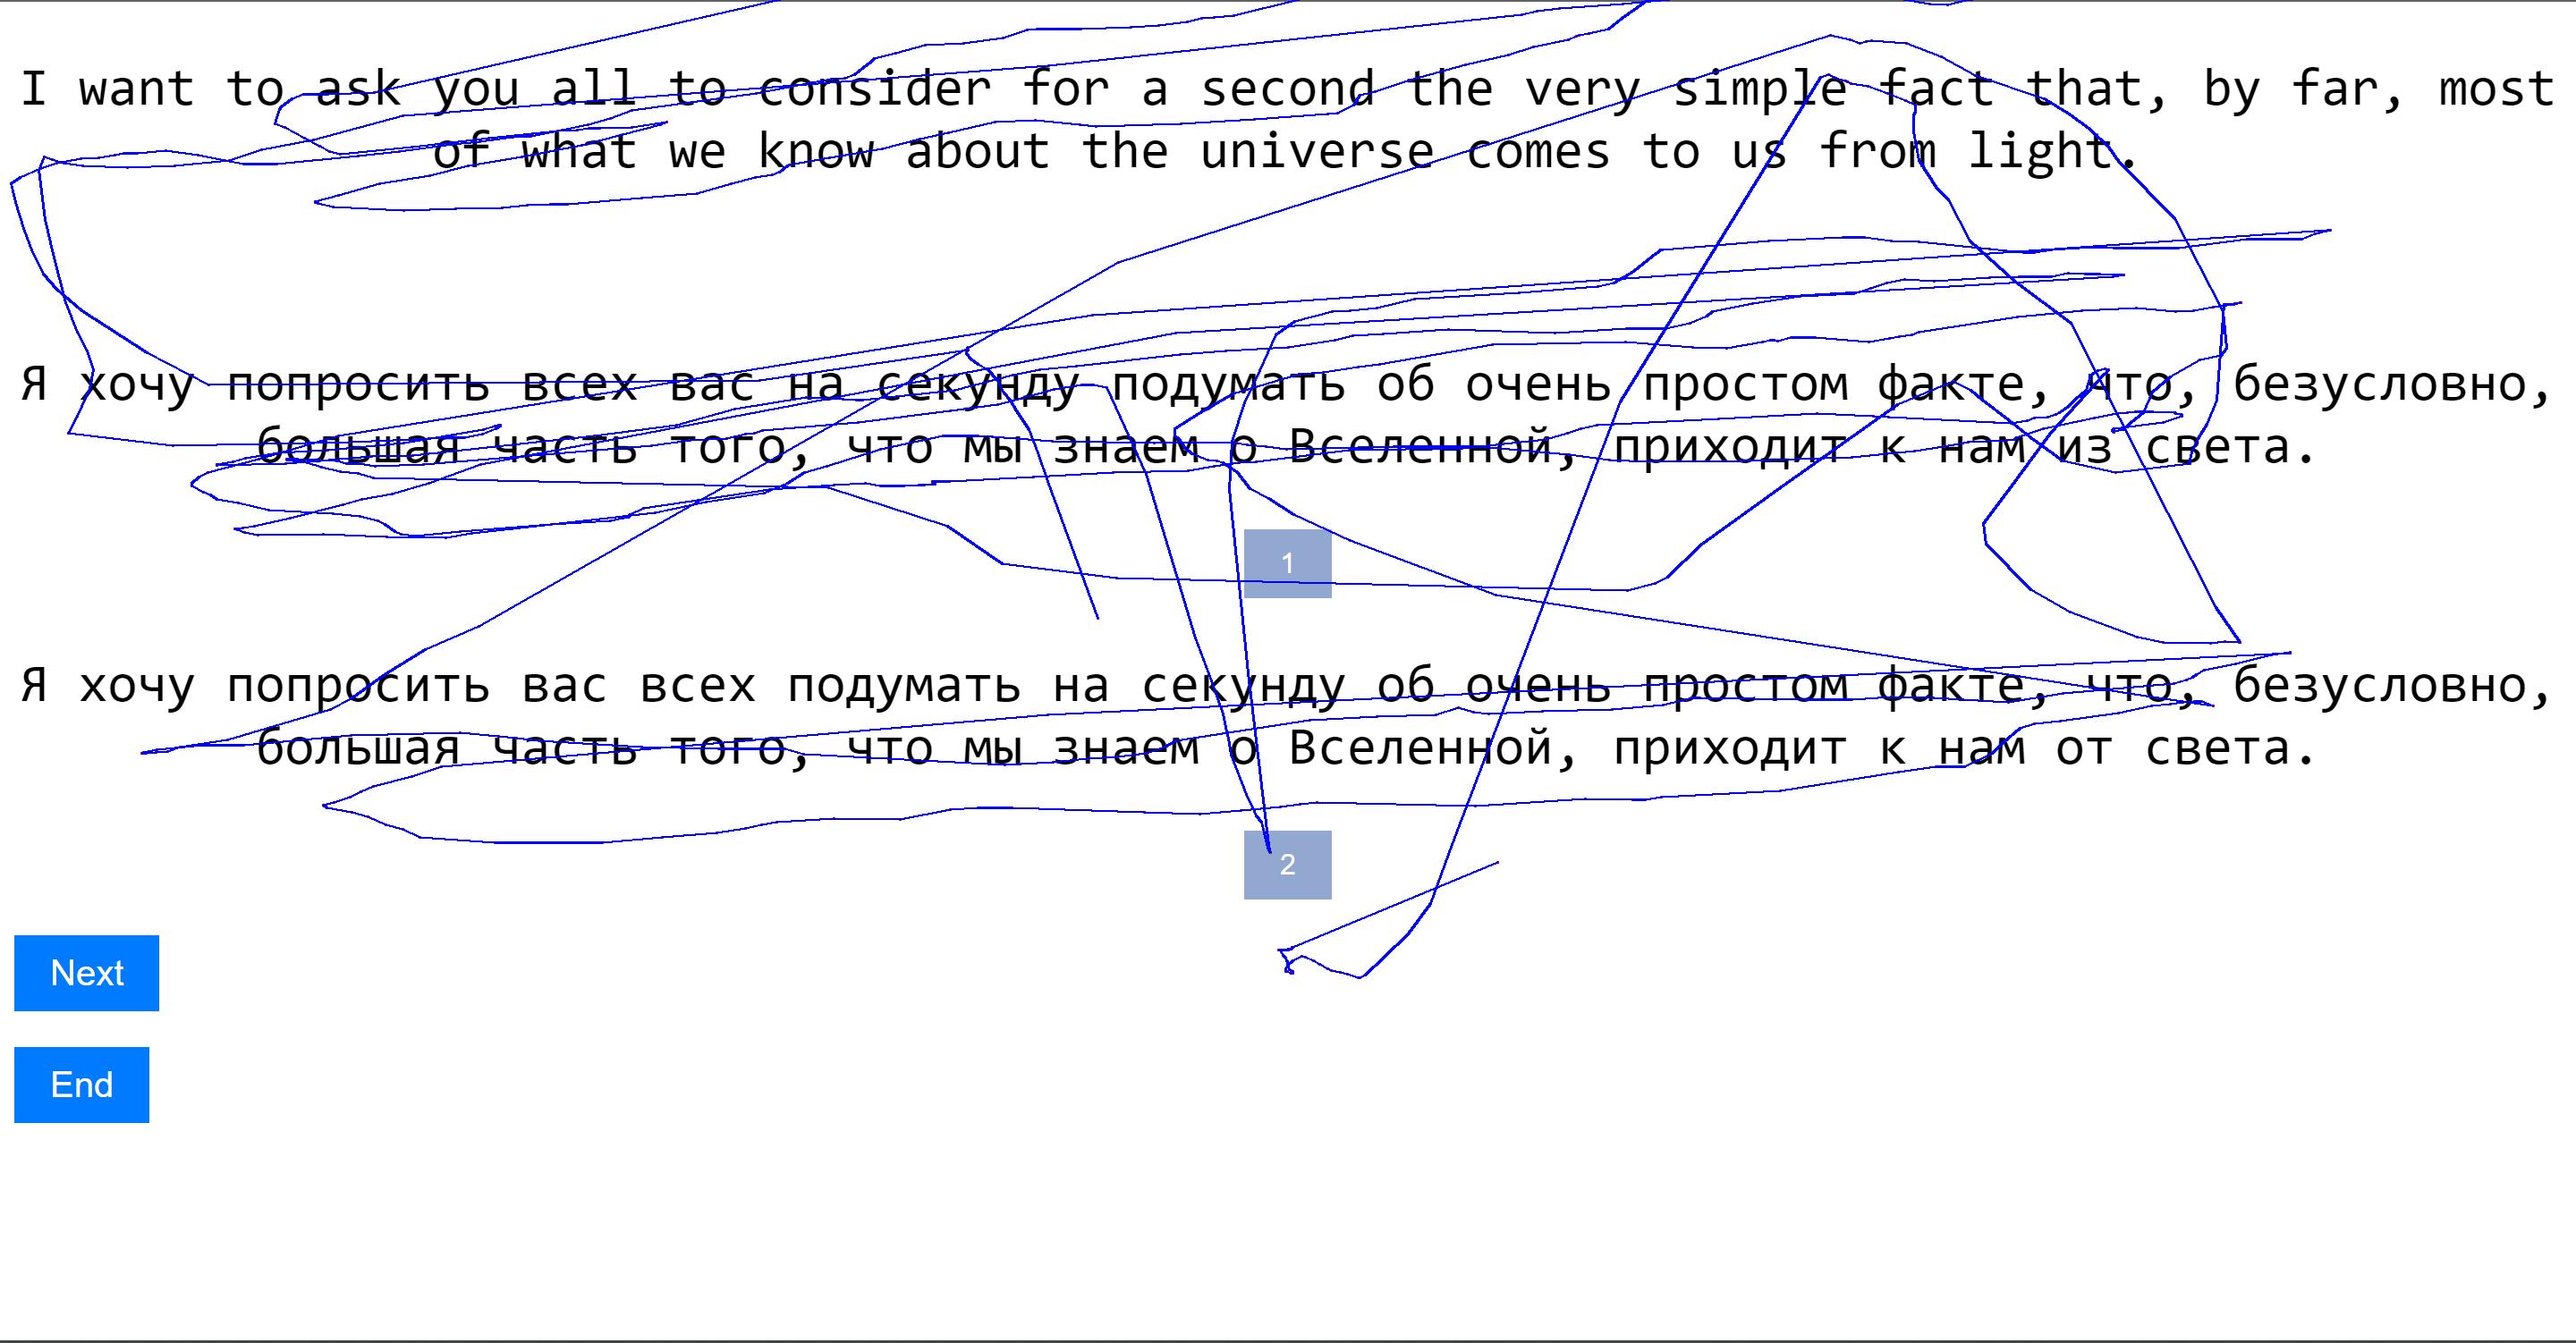 I want to ask you all to consider for a second the very simple fact that, by far, most
of what we know about the universe comes to us from light.
Я хочу попросить всех вас на секунду подумать об очень простом факте, что, безусловно,
большая часть того, что мы знаем о Вселенной, приходит к нам из света.
1
Я хочу попросить вас всех подумать на секунду об очень простом факте, что, безусловно,
большая часть того, что мы знаем о Вселенной, приходит к нам от света.
2
Next
End